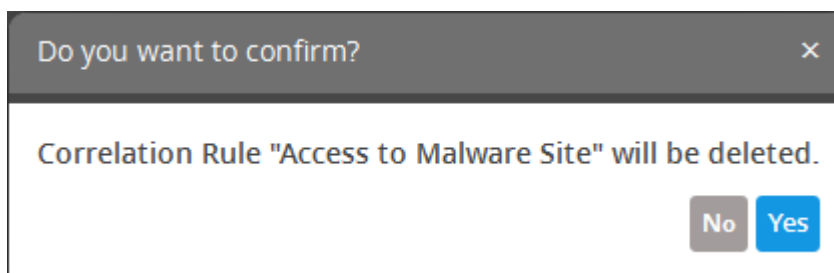 Do you want to confirm? ×
Correlation Rule "Access to Malware Site" will be deleted.
No Yes